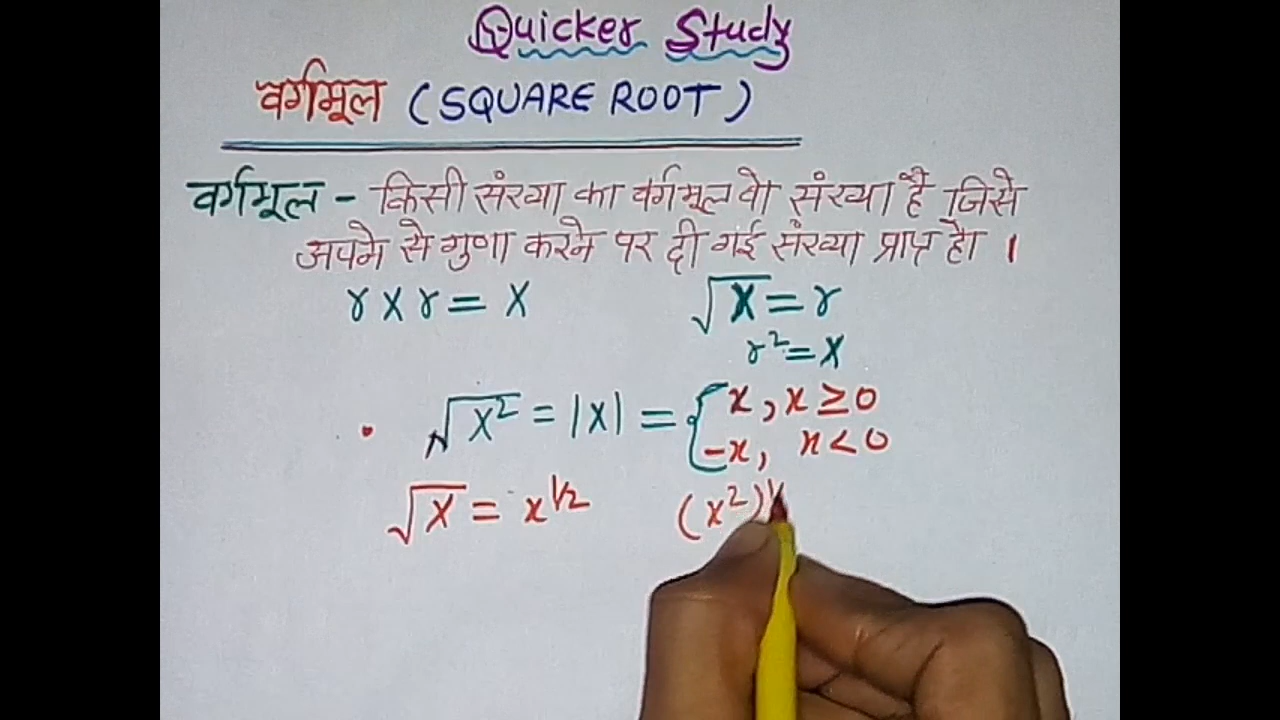 Quicker Study
वर्गमूल (SQUARE ROOT)
वर्गमूल - किसी संख्या का वर्गमूल वो संख्या है जिसे
अपने से गुणा करने पर दी गई संख्या प्राप्त हो ।
r x r = x √x = r
r² = x
• √x² = |x| = { x, x ≥ 0
-x, x < 0
√x = x^1/2 (x²)^1